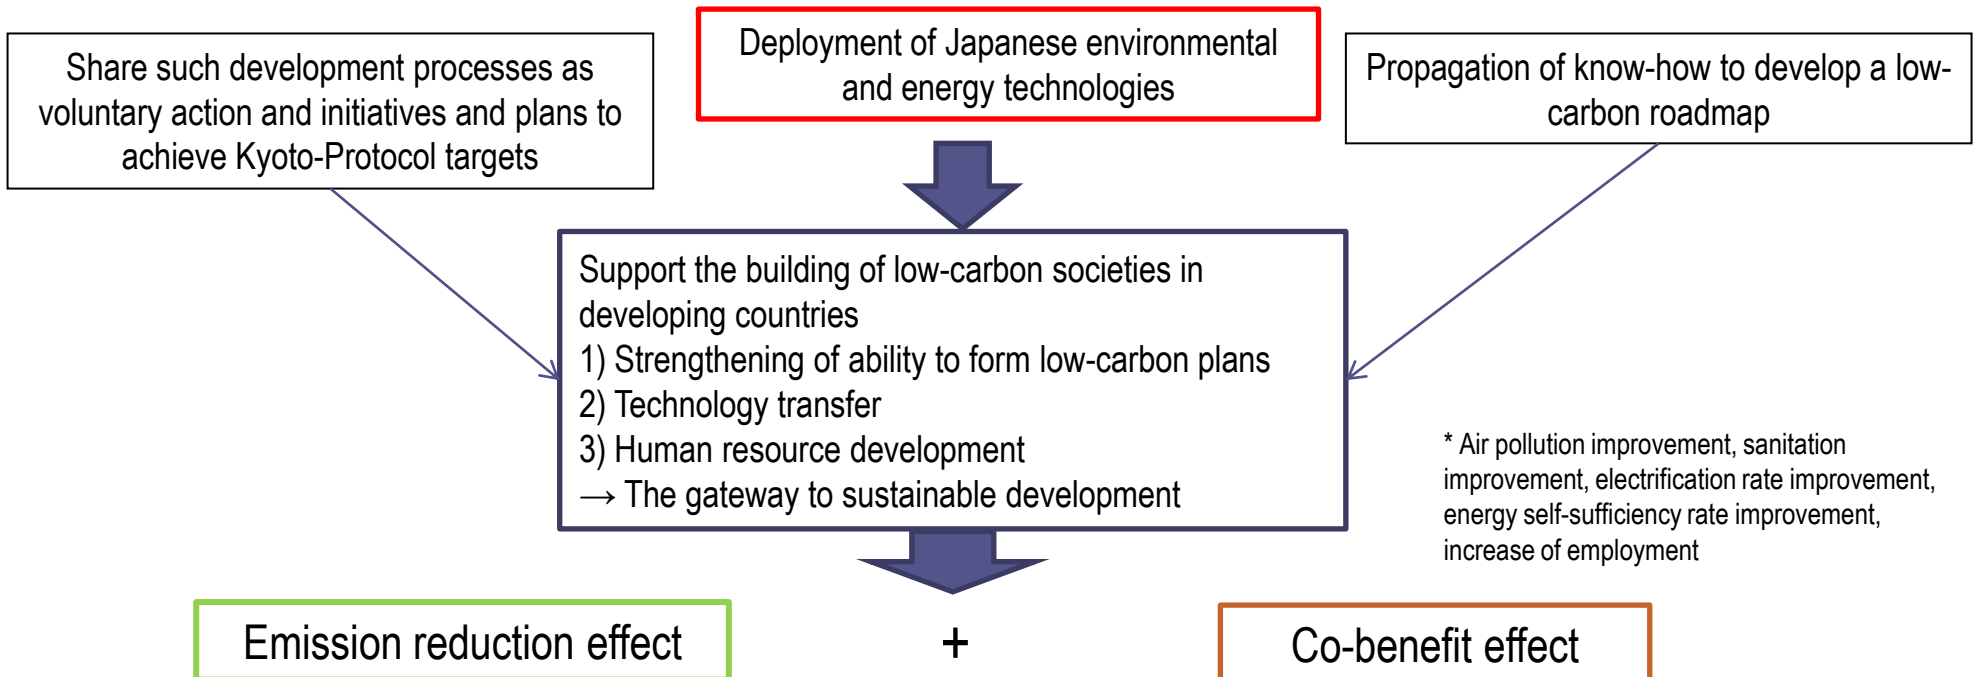 Share such development processes as
voluntary action and initiatives and plans to
achieve Kyoto-Protocol targets
Deployment of Japanese environmental
and energy technologies
Propagation of know-how to develop a low-
carbon roadmap
Support the building of low-carbon societies in
developing countries
1) Strengthening of ability to form low-carbon plans
2) Technology transfer
3) Human resource development
→ The gateway to sustainable development
* Air pollution improvement, sanitation
improvement, electrification rate improvement,
energy self-sufficiency rate improvement,
increase of employment
Emission reduction effect
+
Co-benefit effect